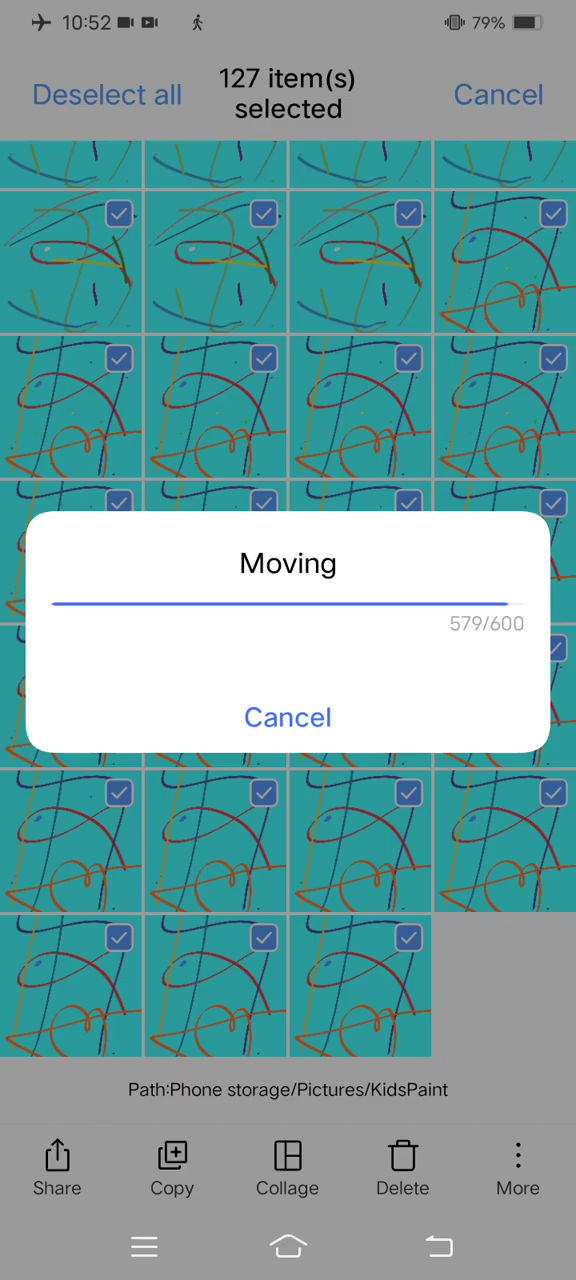 10:52
79%
Deselect all
127 item(s)
selected
Cancel
Moving
579/600
Cancel
Path:Phone storage/Pictures/KidsPaint
Share
Copy
Collage
Delete
More